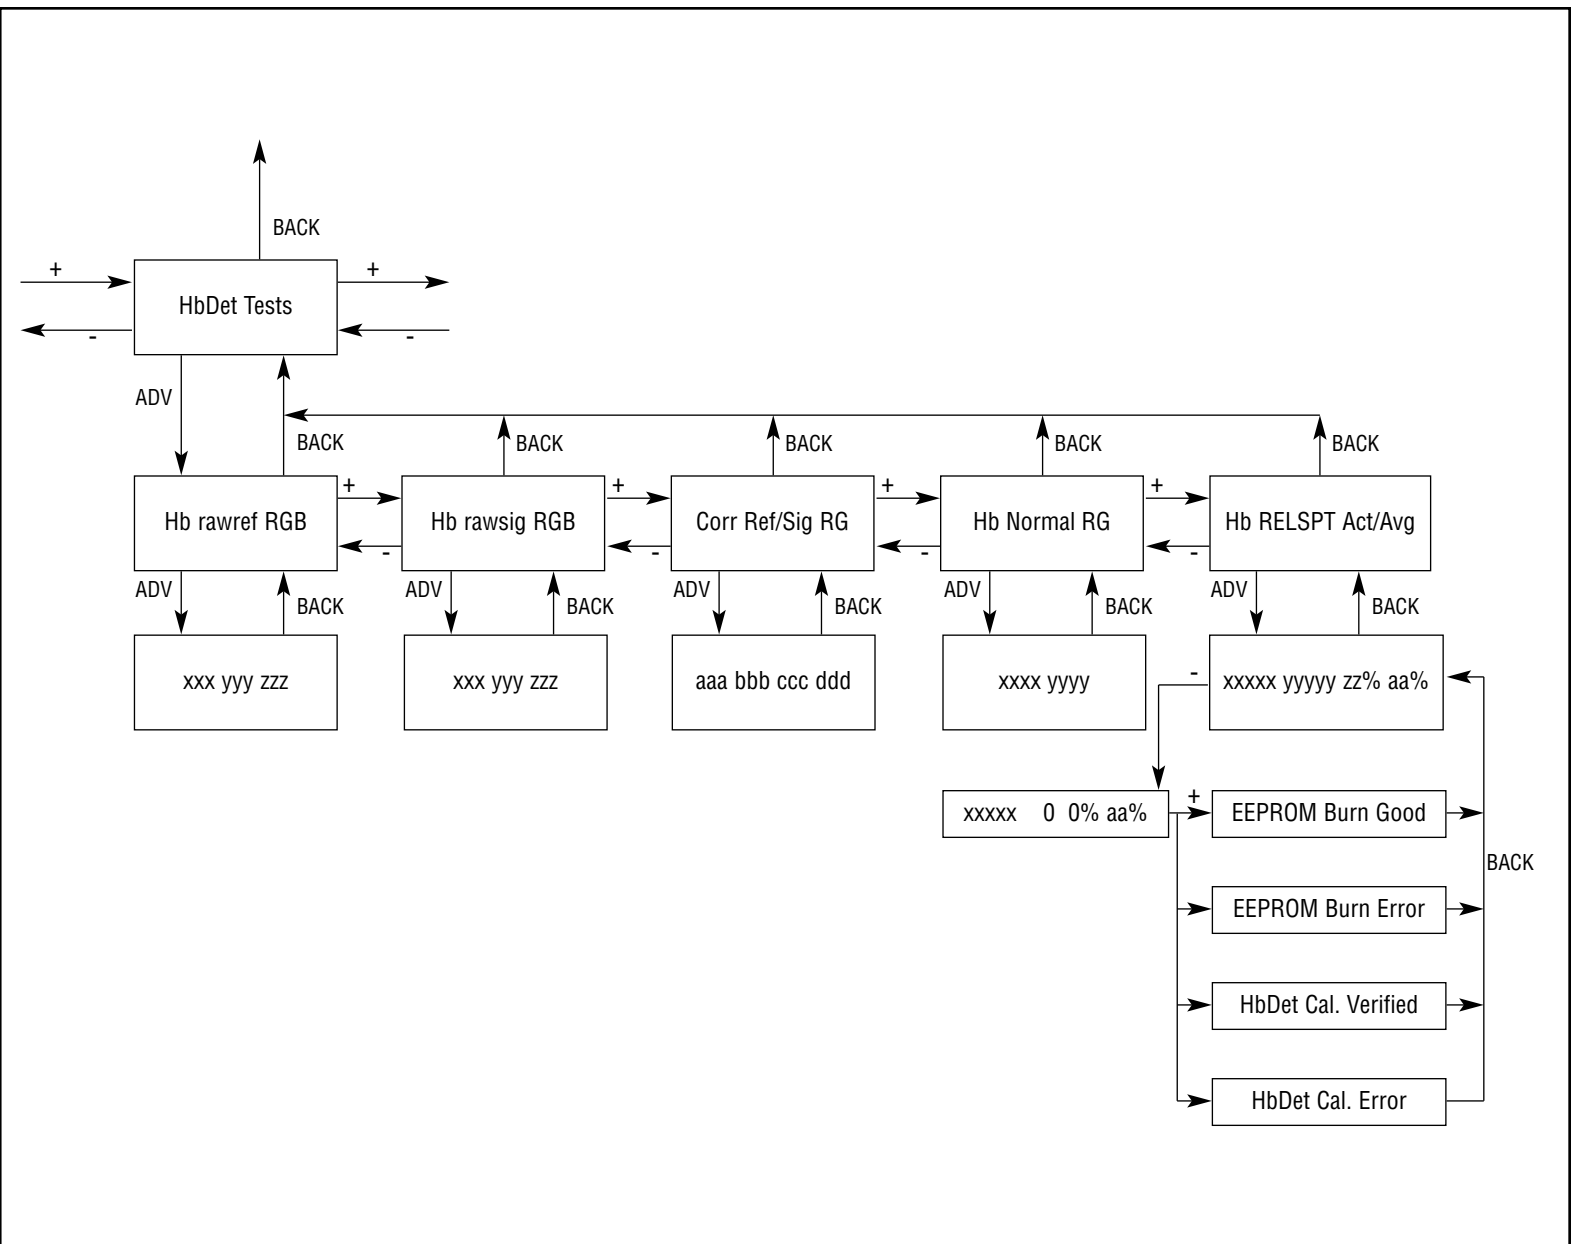 BACK
+ +
HbDet Tests
- -
ADV
BACK BACK BACK BACK BACK
+ + + +
Hb rawref RGB Hb rawsig RGB Corr Ref/Sig RG Hb Normal RG Hb RELSPT Act/Avg
- - - -
ADV ADV ADV ADV ADV
BACK BACK BACK BACK BACK
xxx yyy zzz xxx yyy zzz aaa bbb ccc ddd xxxx yyyy xxxxx yyyyy zz% aa%
-
+
xxxxx 0 0% aa% EEPROM Burn Good
BACK
EEPROM Burn Error
HbDet Cal. Verified
HbDet Cal. Error